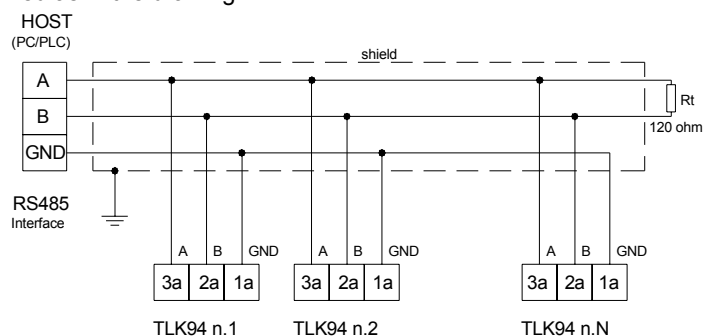 HOST
(PC/PLC)
shield
A
B
GND
Rt
120 ohm
RS485
Interface
A B GND A B GND A B GND
3a 2a 1a 3a 2a 1a 3a 2a 1a
TLK94 n.1 TLK94 n.2 TLK94 n.N